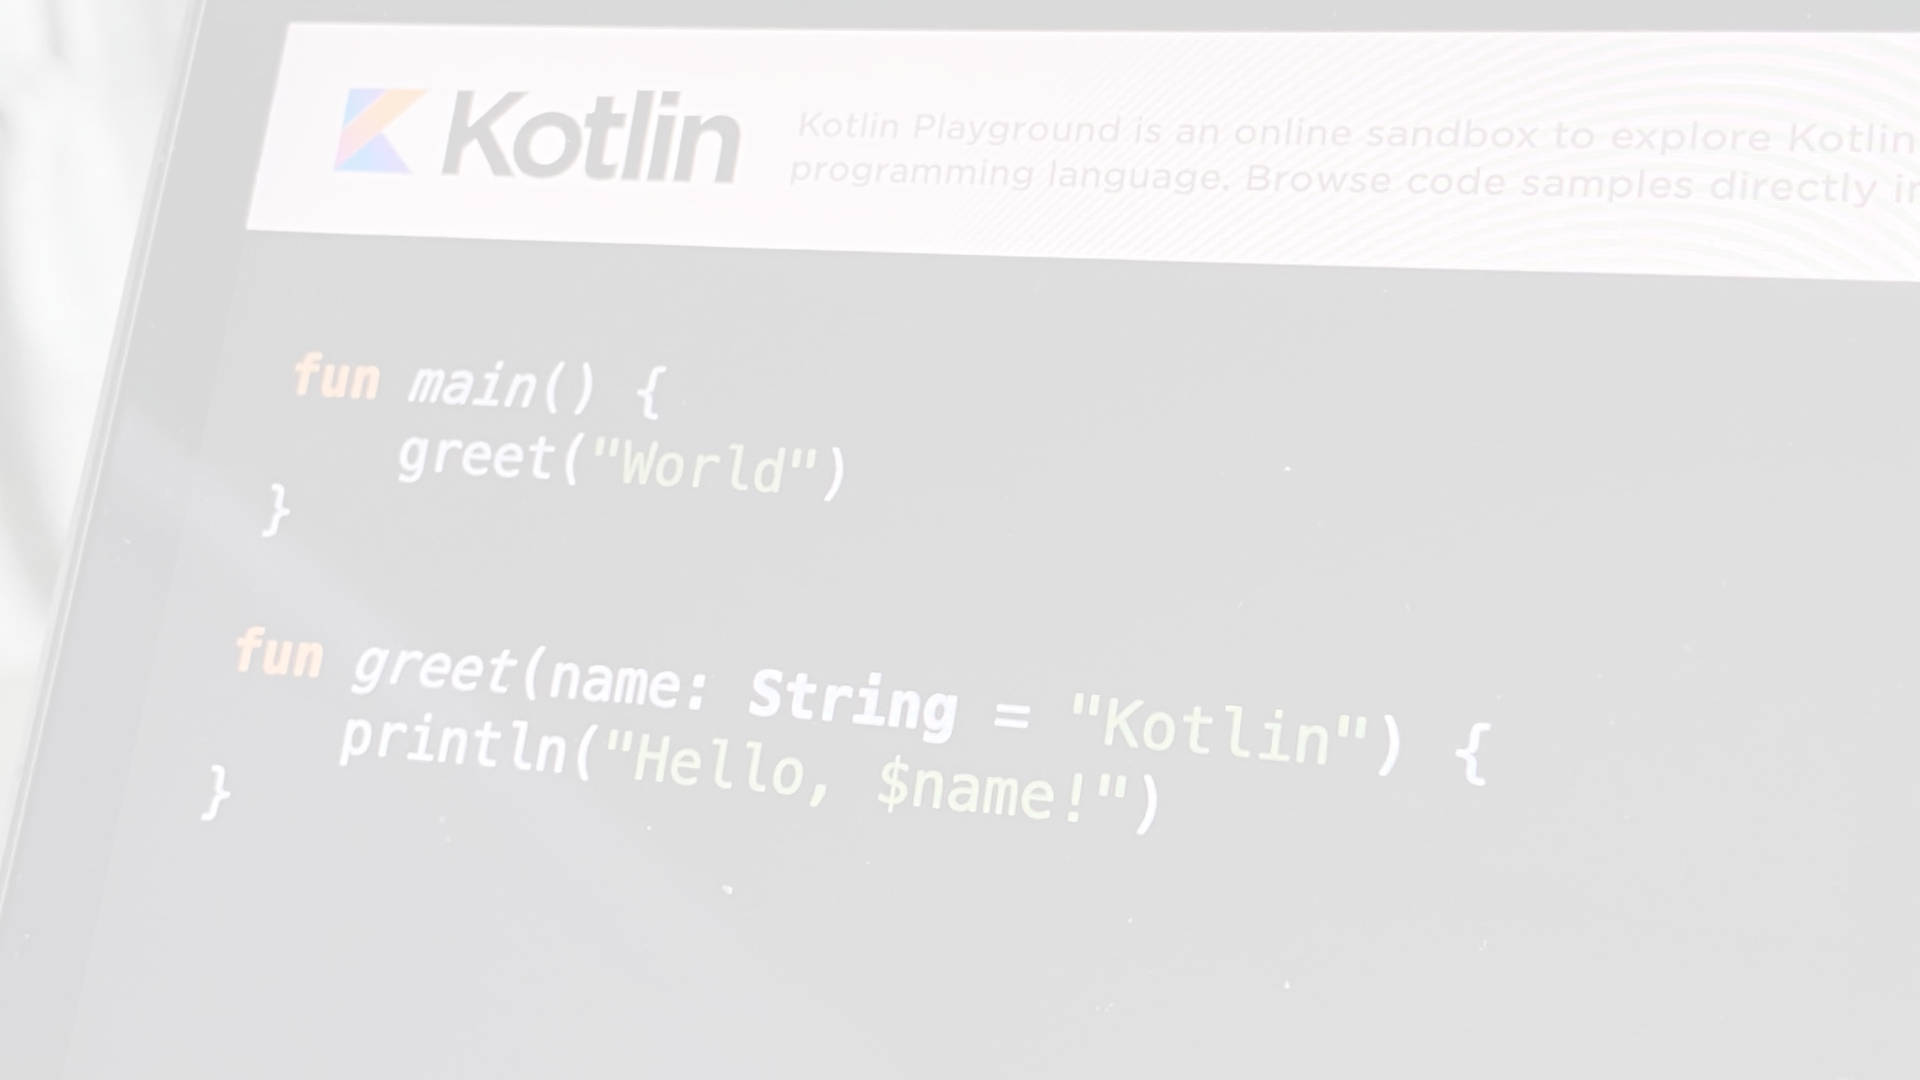 Kotlin
Kotlin Playground is an online sandbox to explore Kotlin
programming language. Browse code samples directly in
fun main() {
    greet("World")
}
fun greet(name: String = "Kotlin") {
    println("Hello, $name!")
}